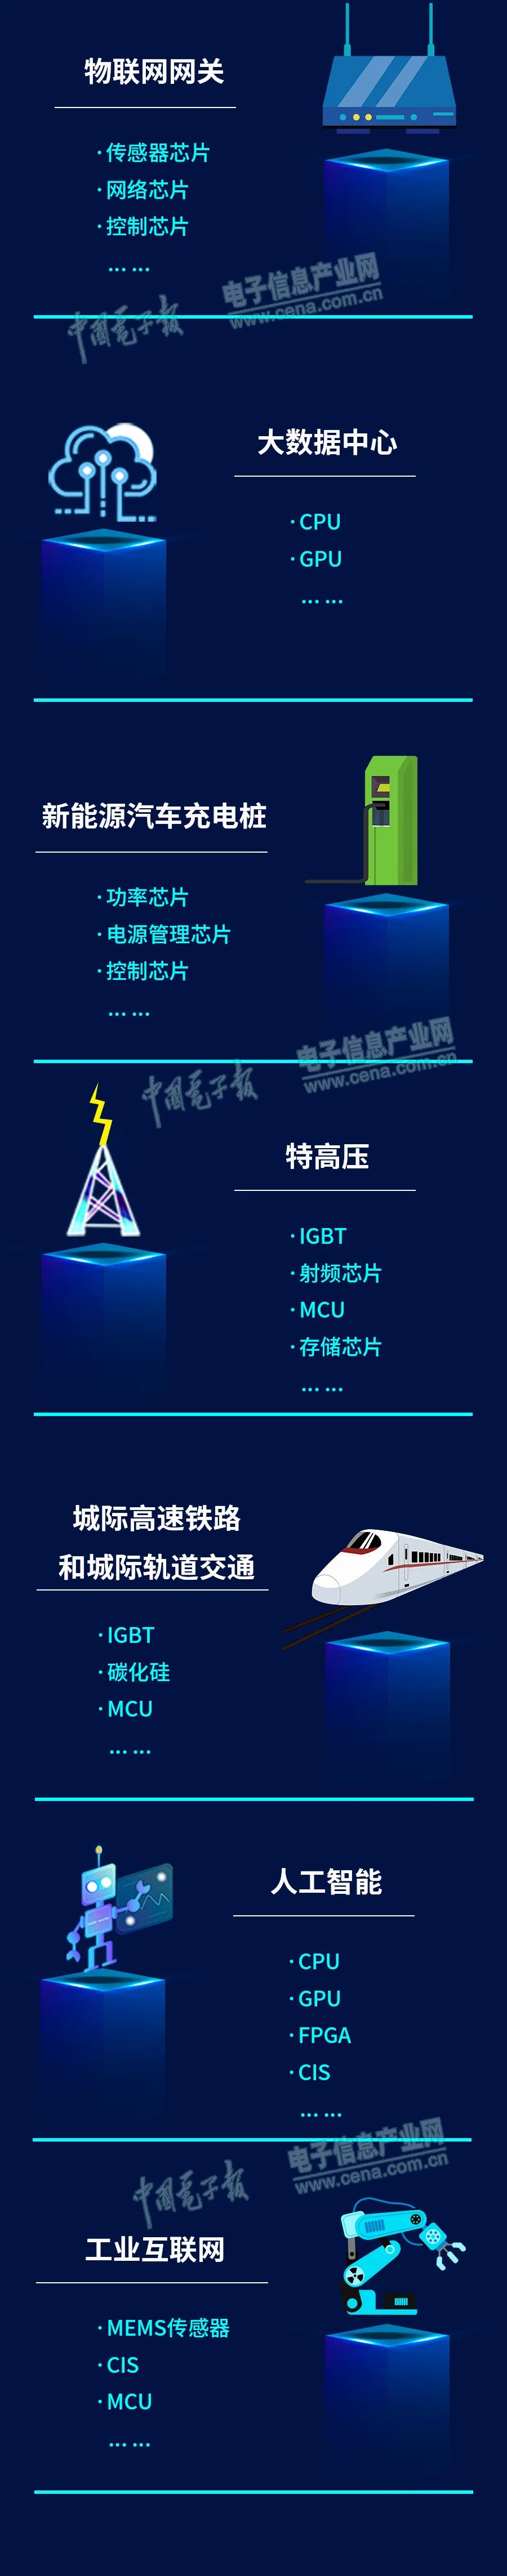 物联网网关
·传感器芯片
·网络芯片
·控制芯片
... ...
电子信息产业网
www.cena.com.cn
中国电子报
大数据中心
·CPU
·GPU
... ...
新能源汽车充电桩
·功率芯片
·电源管理芯片
·控制芯片
... ...
电子信息产业网
www.cena.com.cn
中国电子报
特高压
·IGBT
·射频芯片
·MCU
·存储芯片
... ...
城际高速铁路
和城际轨道交通
·IGBT
·碳化硅
·MCU
... ...
人工智能
·CPU
·GPU
·FPGA
·CIS
... ...
电子信息产业网
www.cena.com.cn
中国电子报
工业互联网
·MEMS传感器
·CIS
·MCU
... ...